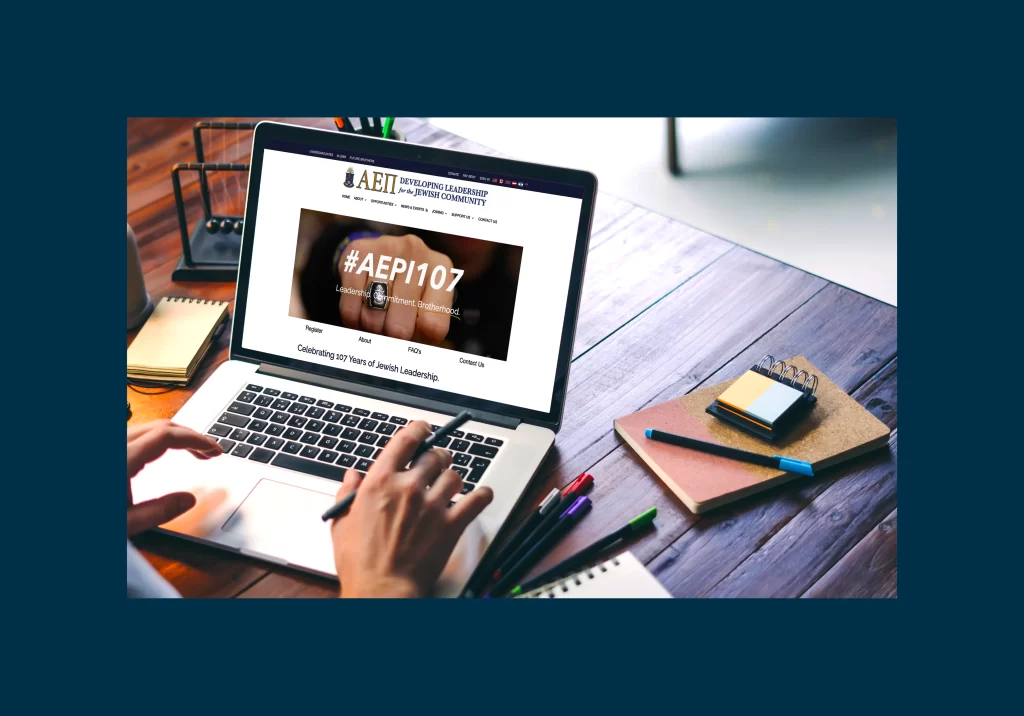 UNDERGRADUATES ALUMNI FUTURE BROTHERS
DONATE PAY NOW SIGN IN
ΑΕΠ DEVELOPING LEADERSHIP
for the JEWISH COMMUNITY
HOME ABOUT OPPORTUNITIES NEWS & EVENTS JOINING SUPPORT US CONTACT US
#AEPI107
Leadership. Commitment. Brotherhood.
Register About FAQ's Contact Us
Celebrating 107 Years of Jewish Leadership.